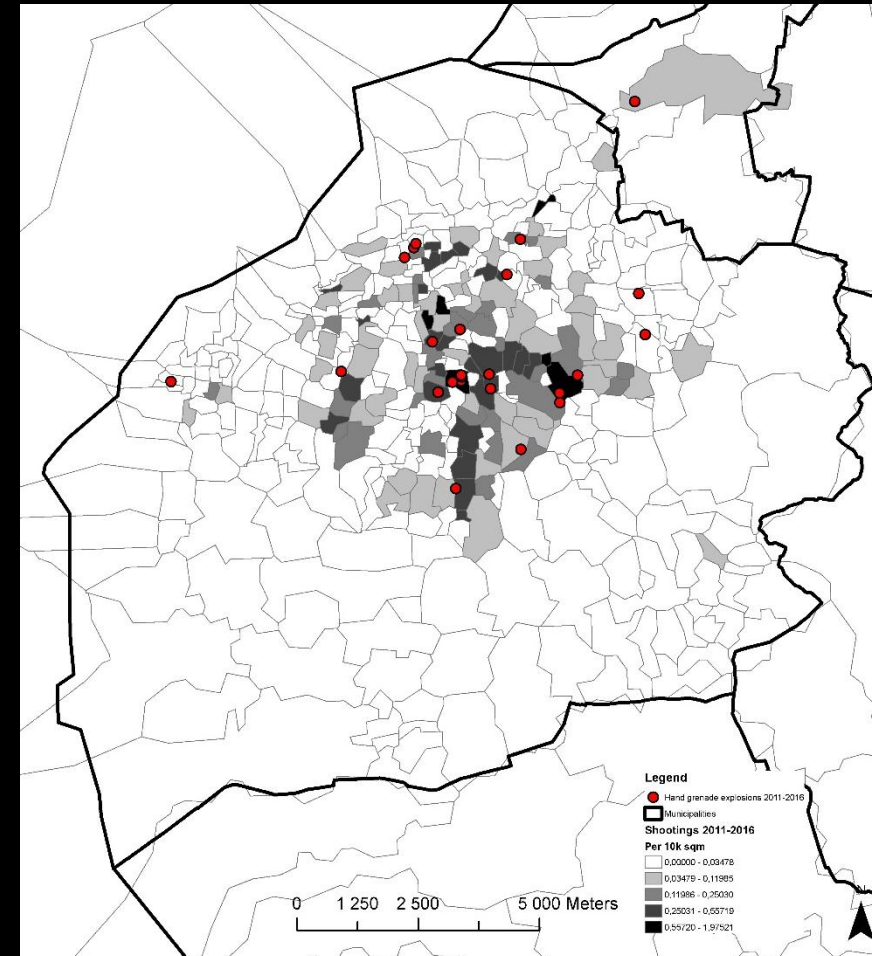 Legend
Hand grenade explosions 2011-2016
Municipalities
Shootings 2011-2016
Per 10k sqm
0,00000 - 0,03478
0,03479 - 0,11985
0,11986 - 0,25030
0,25031 - 0,55719
0,55720 - 1,97521
0 1 250 2 500 5 000 Meters
N